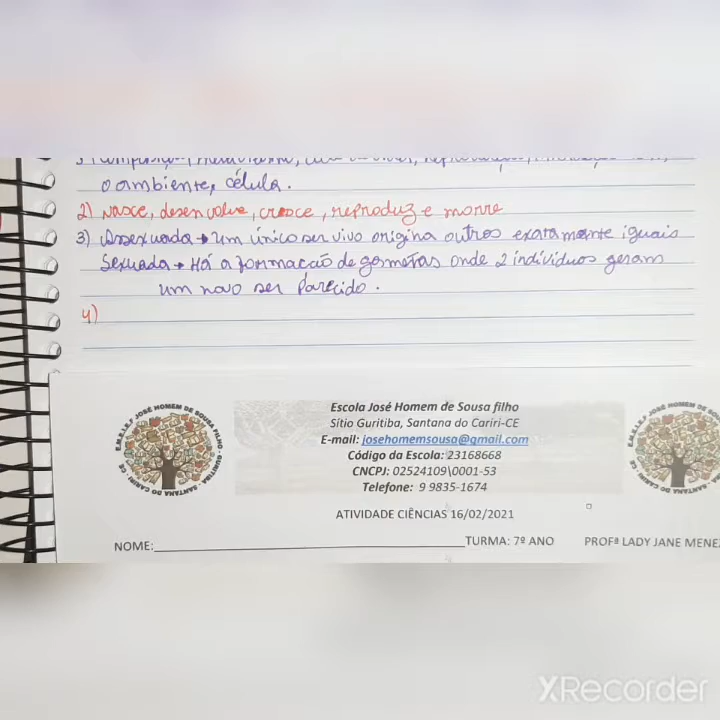 o ambiente, célula.
2) Nasce, desenvolve, cresce, reproduz e morre
3) Assexuada → um único ser vivo origina outros exatamente iguais
Sexuada → Há a formação de gametas onde 2 indivíduos geram
um novo ser parecido.
4)
Escola José Homem de Sousa filho
Sítio Guritiba, Santana do Cariri-CE
E-mail: josehomemsousa@gmail.com
Código da Escola: 23168668
CNCPJ: 02524109\0001-53
Telefone: 9 9835-1674
ATIVIDADE CIÊNCIAS 16/02/2021
NOME: TURMA: 7º ANO PROFª LADY JANE MENEZ
XRecorder